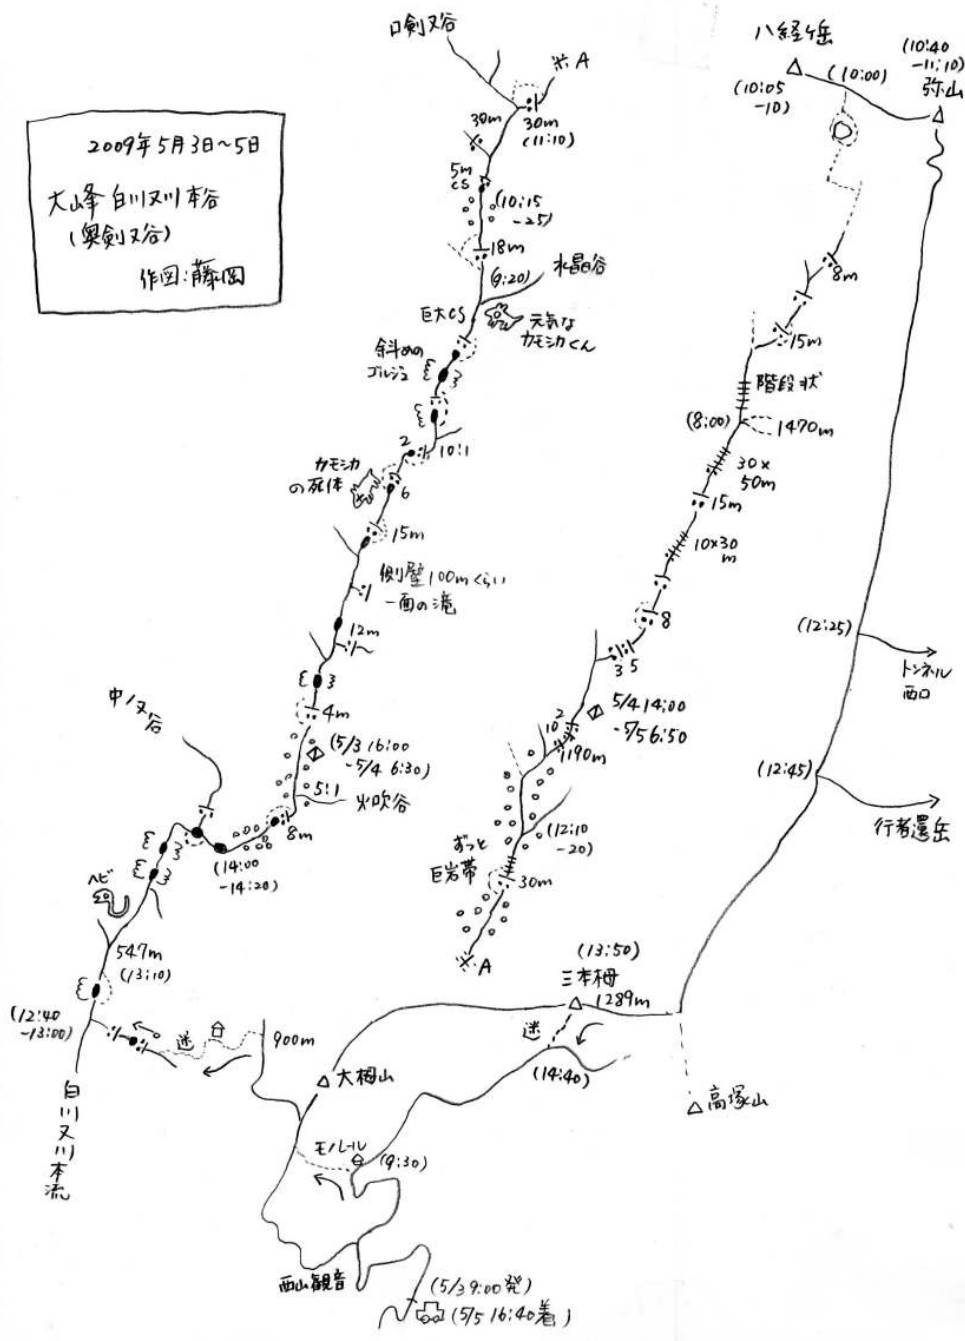 2009年5月3日~5日
大峰 白川又川本谷
(奥剣又谷)
作図:藤岡
口剣又谷
※A
30m
30m
(11:10)
5m
CS
(10:15
-25)
18m
水晶谷
(9:20)
巨大CS
元気な
カモシカくん
斜めの
ゴルジュ
3
2
10:1
カモシカ
の死体
6
15m
側壁100mくらい
一面の滝
12m
3
4m
(5/3 16:00
-5/4 6:30)
5:1
火吹谷
8m
(14:00
-14:20)
中ノ又谷
ヘビ
547m
(13:10)
(12:40
-13:00)
白川又川本流
迷
900m
八経ヶ岳
(10:05
-10)
(10:00)
(10:40
-11:10)
弥山
8m
15m
階段状
(8:00)
1470m
30×
50m
15m
10×30
m
8
3 5
5/4 14:00
-5/5 6:50
2
10
1190m
(12:10
-20)
ずっと
巨岩帯
30m
※A
(12:25)
トンネル
西口
(12:45)
行者還岳
(13:50)
三本栂
1289m
迷
(14:40)
高塚山
大栂山
モノレール
(9:30)
西山観音
(5/3 9:00発)
(5/5 16:40着)